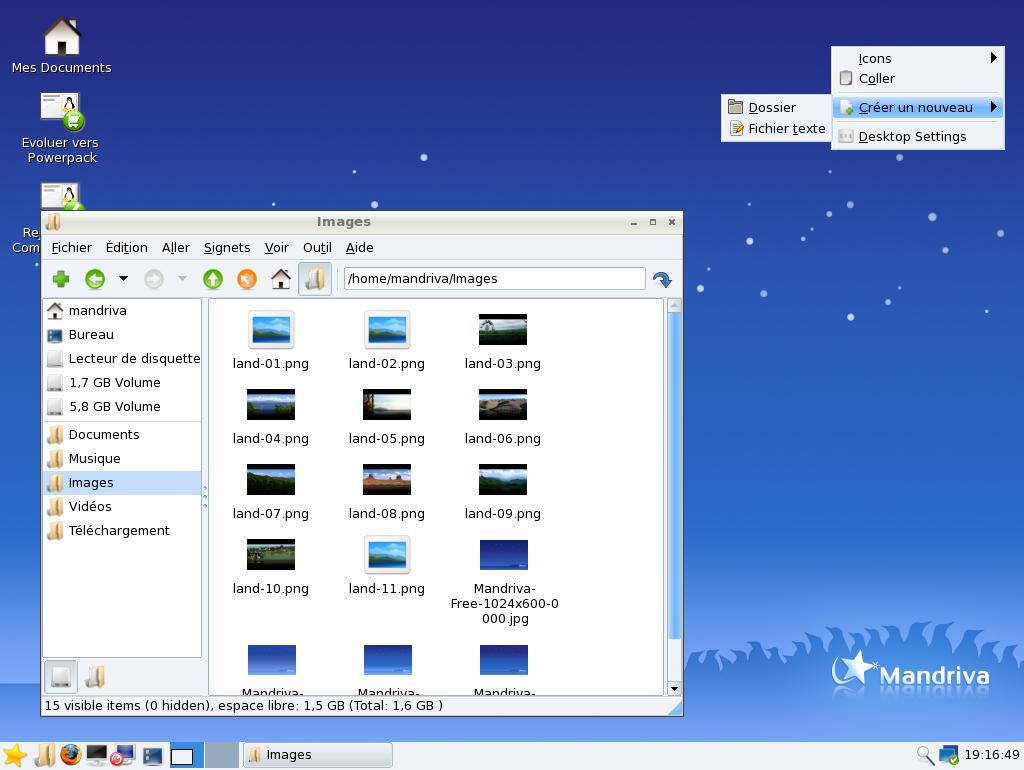 Mes Documents
Evoluer vers
Powerpack
Icons
Coller
Créer un nouveau
Desktop Settings
Dossier
Fichier texte
Images
Fichier Édition Aller Signets Voir Outil Aide
/home/mandriva/Images
mandriva
Bureau
Lecteur de disquette
1,7 GB Volume
5,8 GB Volume
Documents
Musique
Images
Vidéos
Téléchargement
land-01.png land-02.png land-03.png
land-04.png land-05.png land-06.png
land-07.png land-08.png land-09.png
land-10.png land-11.png Mandriva-
Free-1024x600-0
000.jpg
Mandriva- Mandriva- Mandriva-
15 visible items (0 hidden), espace libre: 1,5 GB (Total: 1,6 GB )
Mandriva
Images
19:16:49